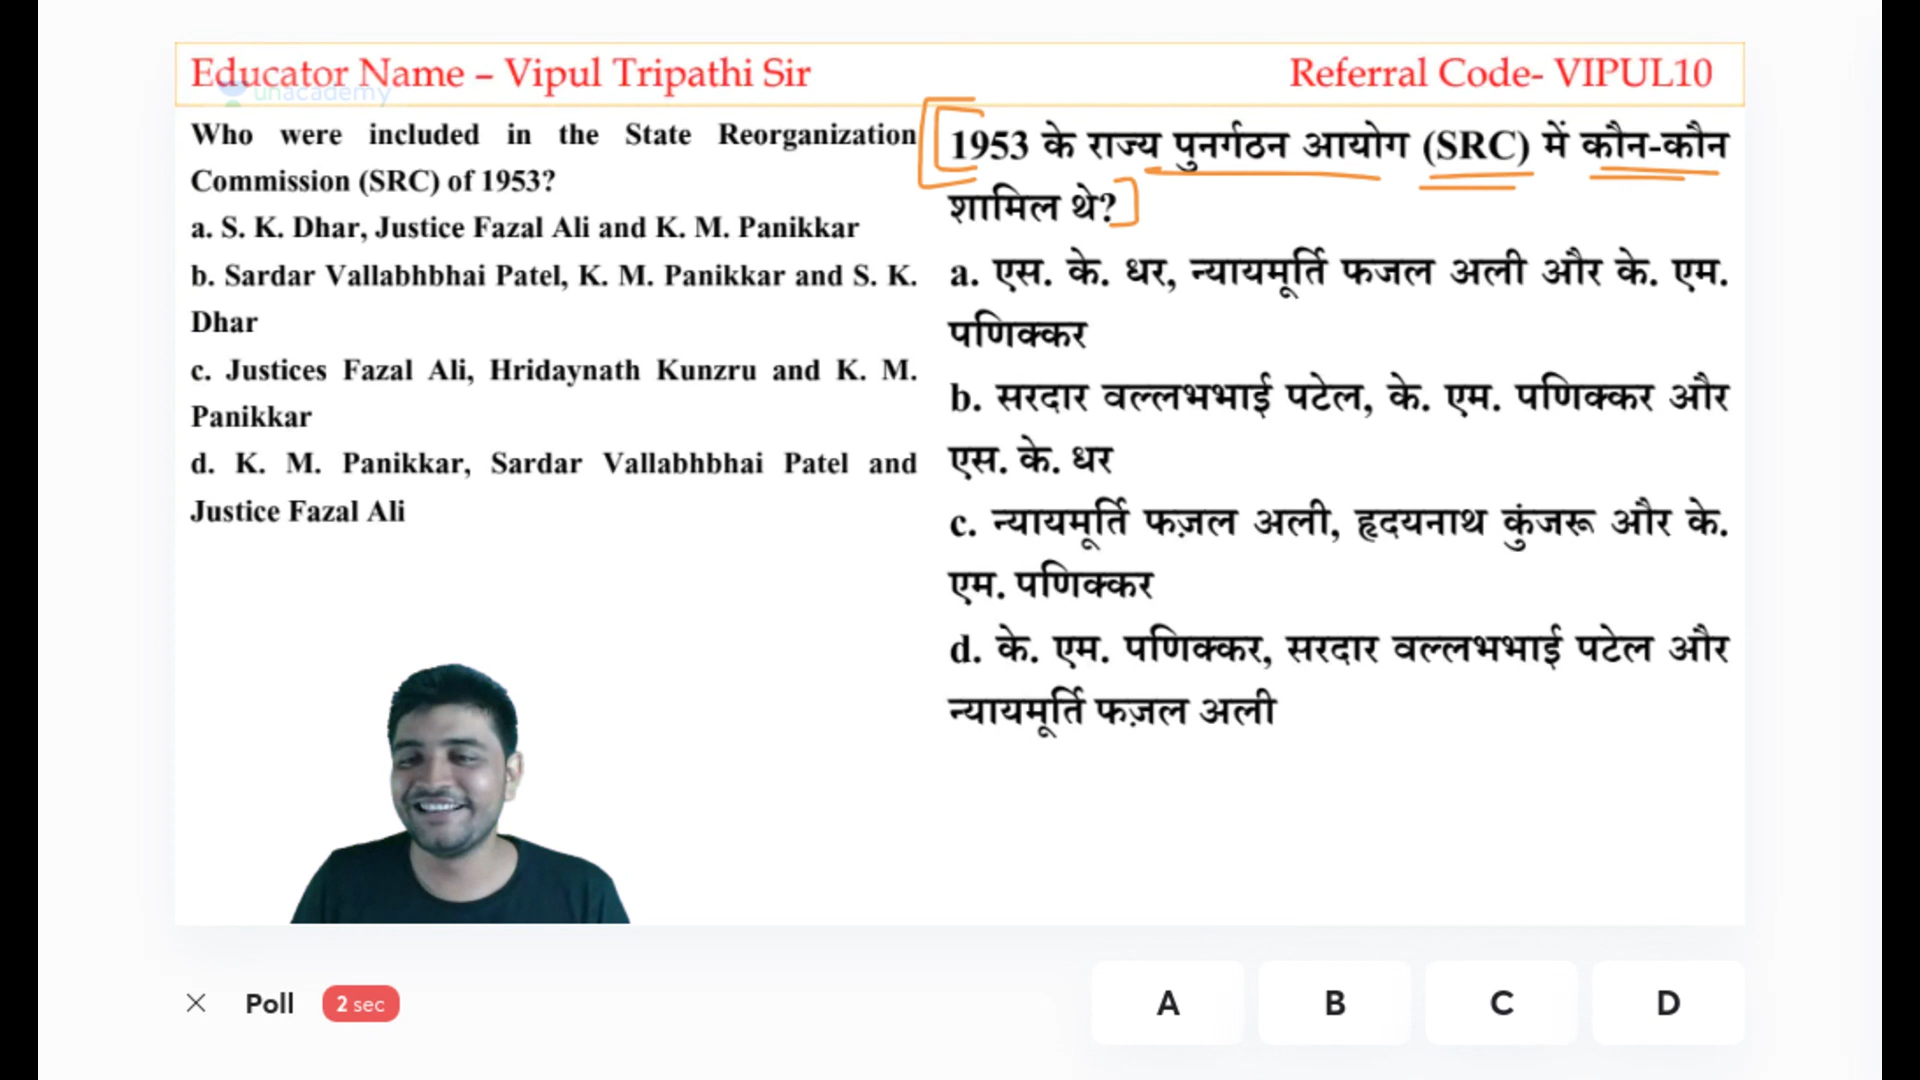 Educator Name – Vipul Tripathi Sir
Referral Code- VIPUL10
unacademy
Who were included in the State Reorganization
Commission (SRC) of 1953?
a. S. K. Dhar, Justice Fazal Ali and K. M. Panikkar
b. Sardar Vallabhbhai Patel, K. M. Panikkar and S. K.
Dhar
c. Justices Fazal Ali, Hridaynath Kunzru and K. M.
Panikkar
d. K. M. Panikkar, Sardar Vallabhbhai Patel and
Justice Fazal Ali
1953 के राज्य पुनर्गठन आयोग (SRC) में कौन-कौन
शामिल थे?
a. एस. के. धर, न्यायमूर्ति फजल अली और के. एम.
पणिक्कर
b. सरदार वल्लभभाई पटेल, के. एम. पणिक्कर और
एस. के. धर
c. न्यायमूर्ति फज़ल अली, हृदयनाथ कुंजरू और के.
एम. पणिक्कर
d. के. एम. पणिक्कर, सरदार वल्लभभाई पटेल और
न्यायमूर्ति फज़ल अली
Poll
2 sec
A
B
C
D